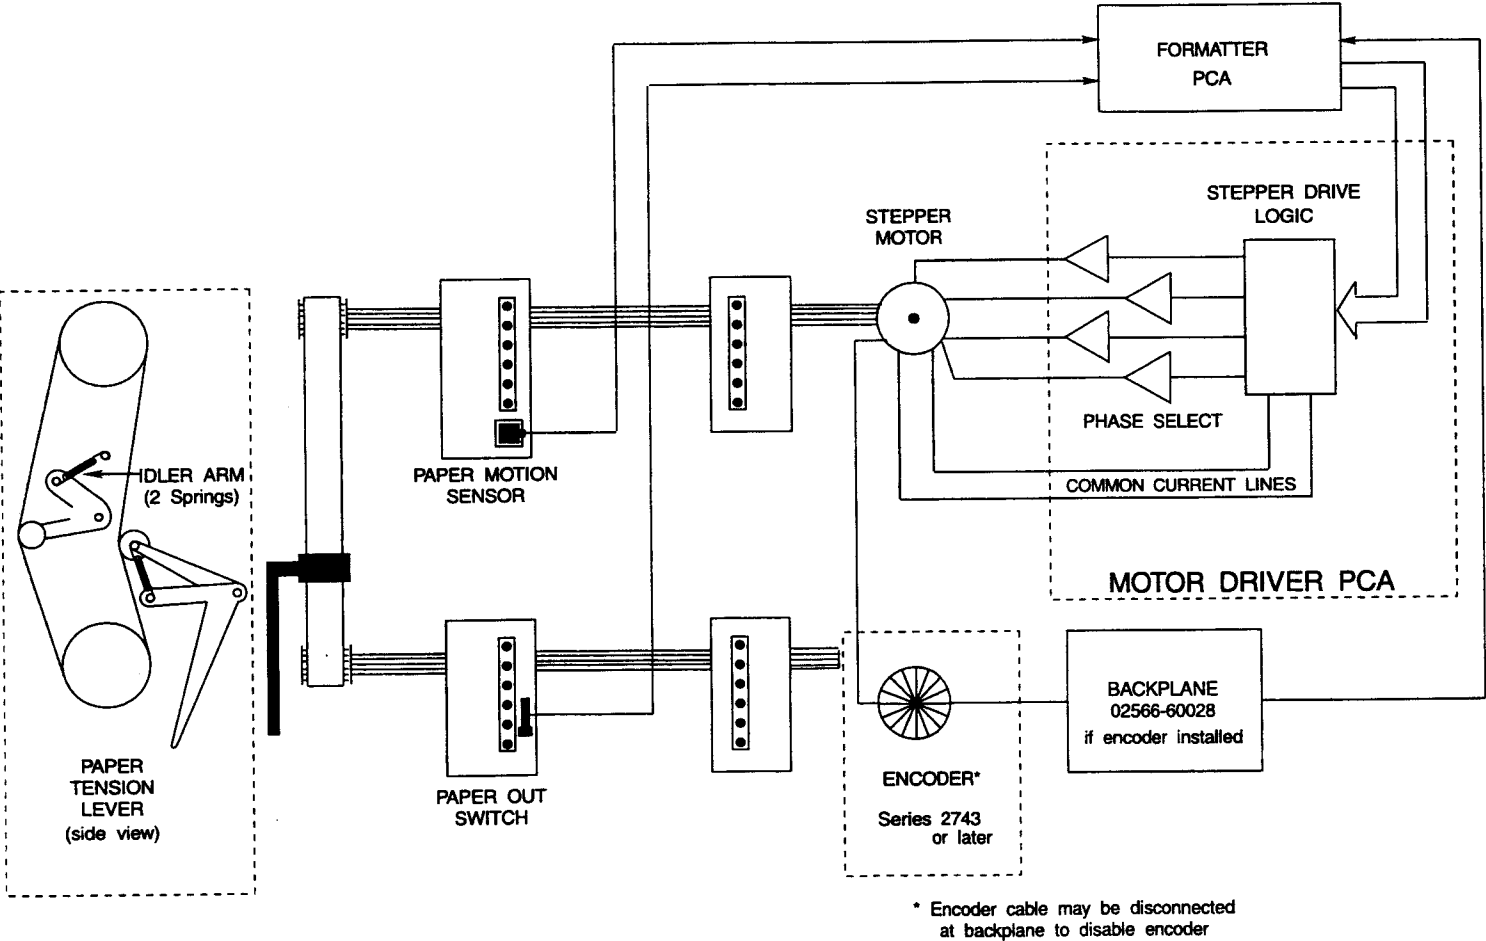 FORMATTER
PCA
STEPPER DRIVE
LOGIC
STEPPER
MOTOR
PHASE SELECT
COMMON CURRENT LINES
MOTOR DRIVER PCA
PAPER MOTION
SENSOR
IDLER ARM
(2 Springs)
PAPER
TENSION
LEVER
(side view)
PAPER OUT
SWITCH
ENCODER*
Series 2743
or later
BACKPLANE
02566-60028
if encoder installed
* Encoder cable may be disconnected
at backplane to disable encoder